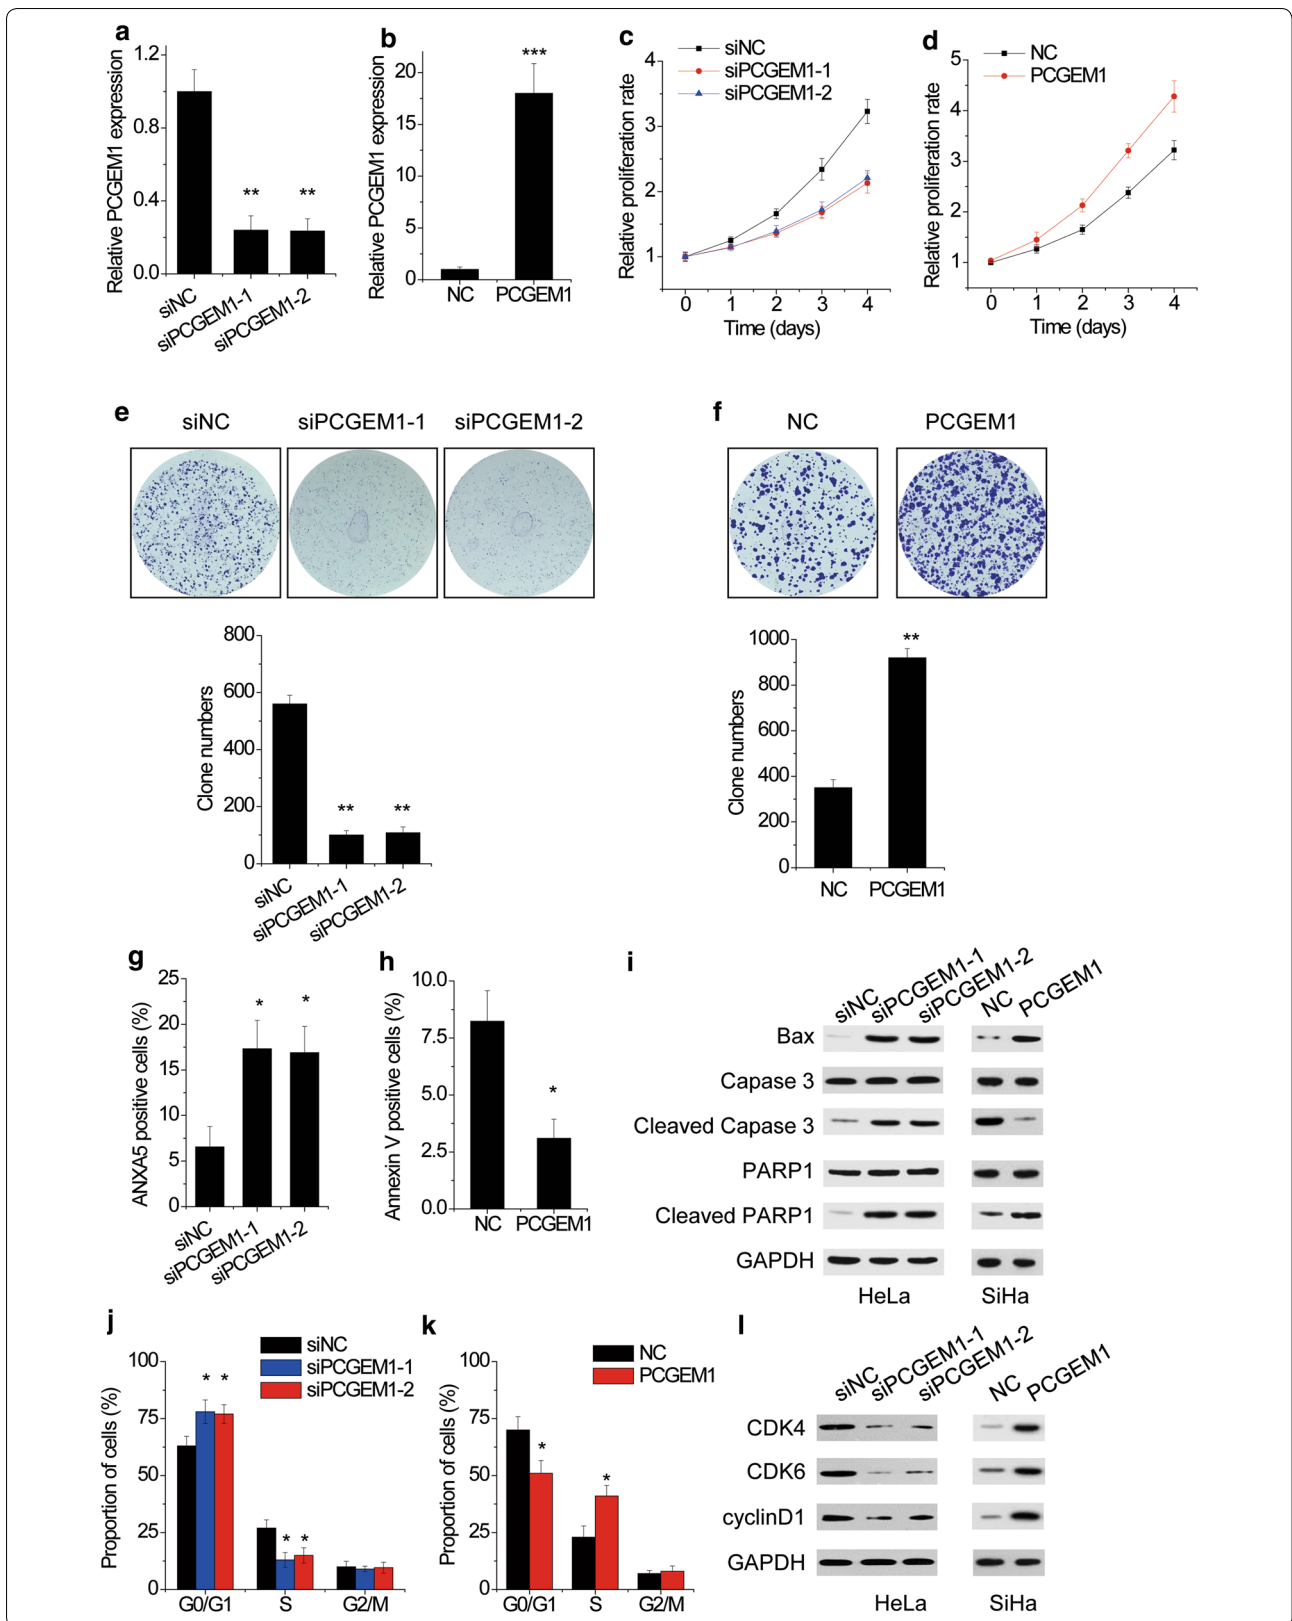 a
Relative PCGEM1 expression
1.2
0.8
0.4
0.0
**
**
siNC
siPCGEM1-1
siPCGEM1-2
b
Relative PCGEM1 expression
20
15
10
5
0
***
NC
PCGEM1
c
siNC
siPCGEM1-1
siPCGEM1-2
Relative proliferation rate
4
3
2
1
0 1 2 3 4
Time (days)
d
NC
PCGEM1
Relative proliferation rate
5
4
3
2
1
0 1 2 3 4
Time (days)
e
siNC siPCGEM1-1 siPCGEM1-2
Clone numbers
800
600
400
200
0
**
**
siNC
siPCGEM1-1
siPCGEM1-2
f
NC PCGEM1
Clone numbers
1000
800
600
400
200
0
**
NC PCGEM1
g
ANXA5 positive cells (%)
25
20
15
10
5
0
*
*
siNC
siPCGEM1-1
siPCGEM1-2
h
Annexin V positive cells (%)
10.0
7.5
5.0
2.5
0.0
*
NC PCGEM1
i
siNC
siPCGEM1-1
siPCGEM1-2
NC
PCGEM1
Bax
Capase 3
Cleaved Capase 3
PARP1
Cleaved PARP1
GAPDH
HeLa SiHa
j
siNC
siPCGEM1-1
siPCGEM1-2
Proportion of cells (%)
100
75
50
25
0
* *
* *
G0/G1 S G2/M
k
NC
PCGEM1
Proportion of cells (%)
100
75
50
25
0
*
*
G0/G1 S G2/M
l
siNC
siPCGEM1-1
siPCGEM1-2
NC
PCGEM1
CDK4
CDK6
cyclinD1
GAPDH
HeLa SiHa